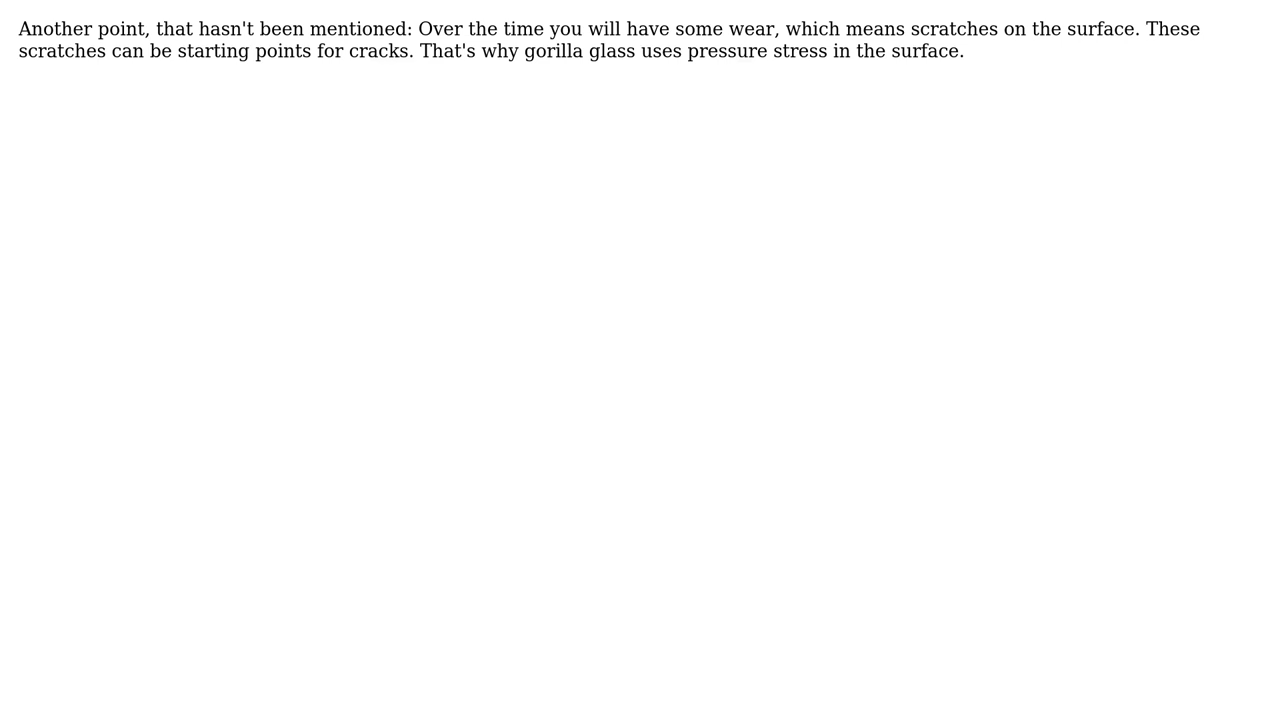 Another point, that hasn't been mentioned: Over the time you will have some wear, which means scratches on the surface. These
scratches can be starting points for cracks. That's why gorilla glass uses pressure stress in the surface.